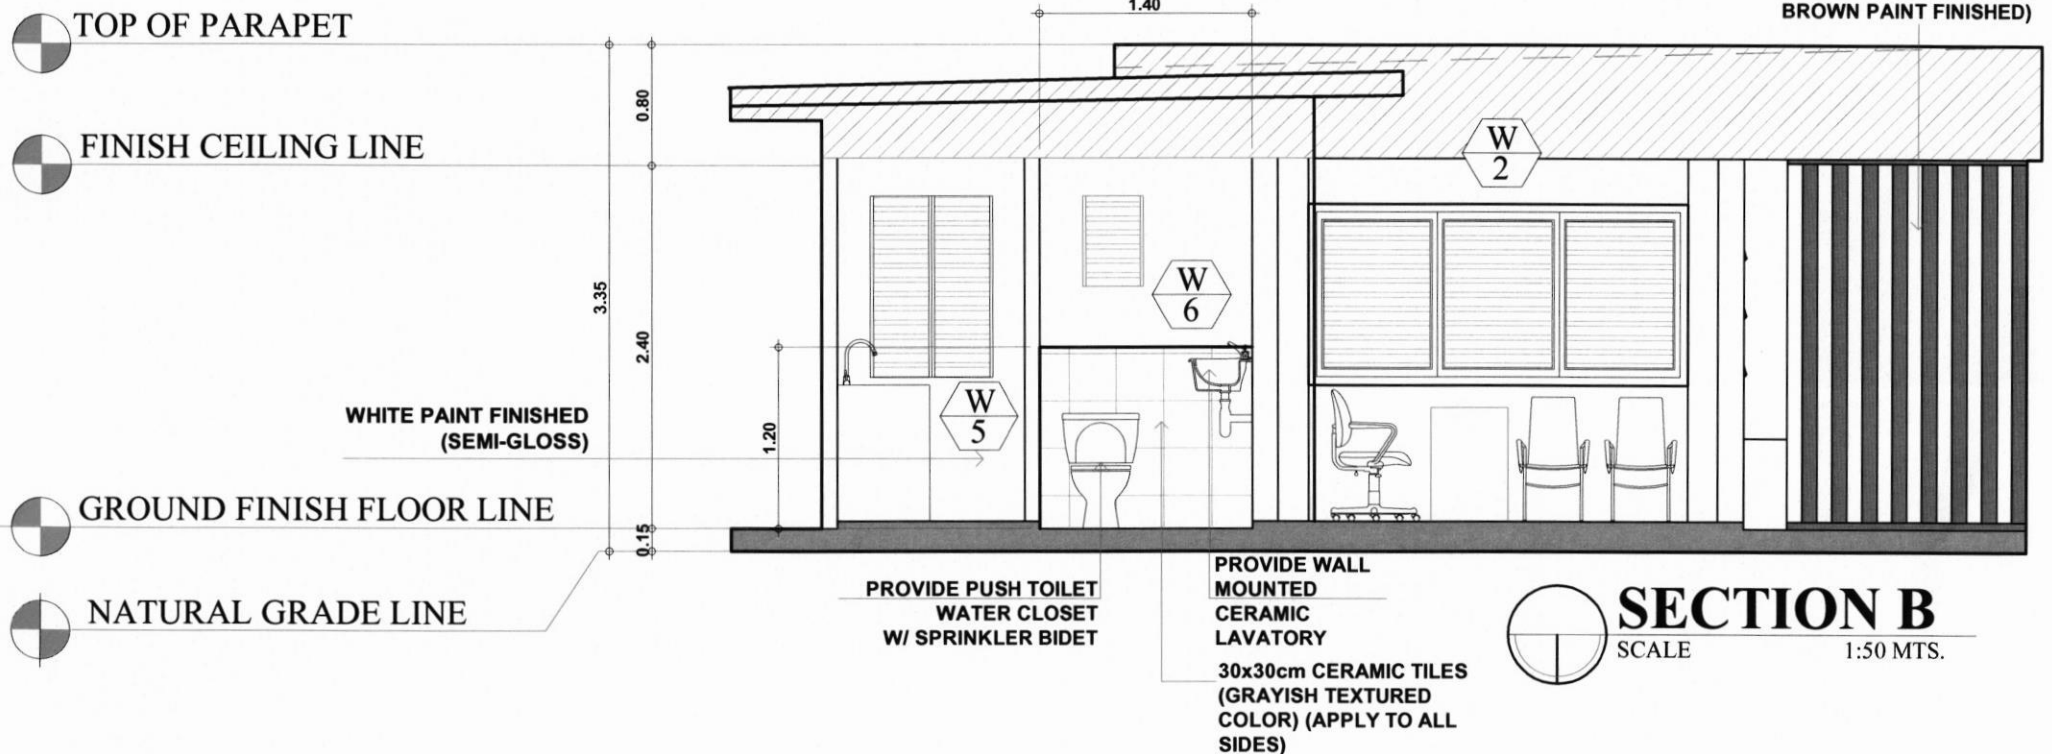 1.40
BROWN PAINT FINISHED)
TOP OF PARAPET
0.80
FINISH CEILING LINE
W
2
W
6
3.35
2.40
W
5
WHITE PAINT FINISHED
(SEMI-GLOSS)
1.20
GROUND FINISH FLOOR LINE
0.15
NATURAL GRADE LINE
PROVIDE PUSH TOILET
WATER CLOSET
W/ SPRINKLER BIDET
PROVIDE WALL
MOUNTED
CERAMIC
LAVATORY
30x30cm CERAMIC TILES
(GRAYISH TEXTURED
COLOR) (APPLY TO ALL
SIDES)
SECTION B
SCALE 1:50 MTS.